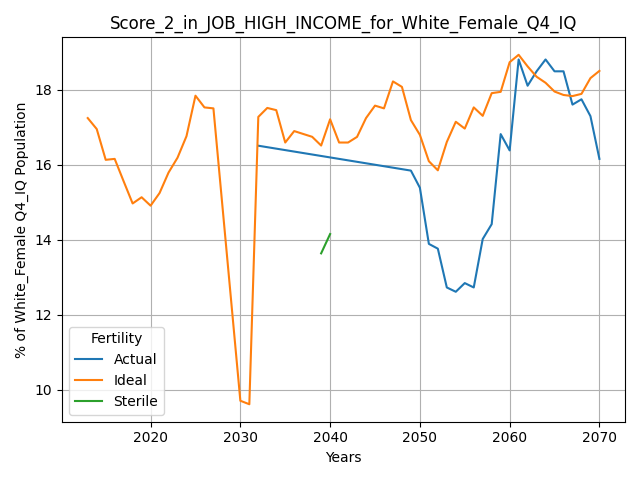 Score_2_in_JOB_HIGH_INCOME_for_White_Female_Q4_IQ
% of White_Female Q4_IQ Population
18
16
14
12
10
Fertility
Actual
Ideal
Sterile
2020 2030 2040 2050 2060 2070
Years